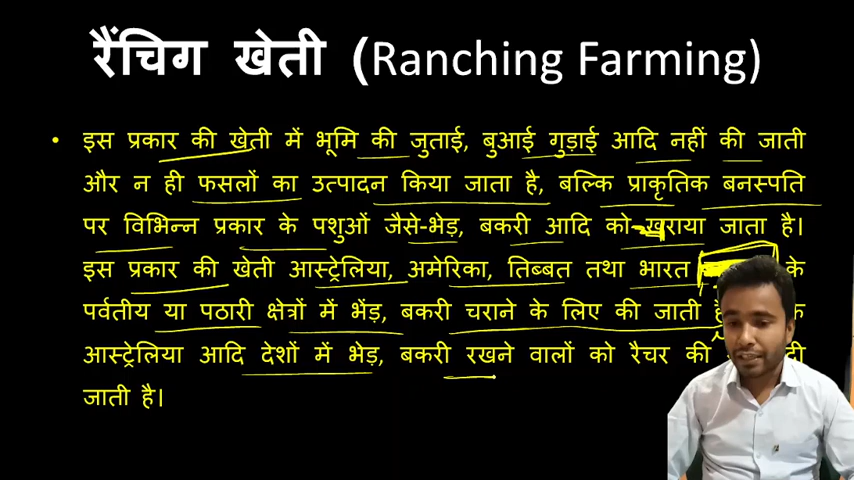 रैंचिग खेती (Ranching Farming)
• इस प्रकार की खेती में भूमि की जुताई, बुआई गुड़ाई आदि नहीं की जाती
और न ही फसलों का उत्पादन किया जाता है, बल्कि प्राकृतिक बनस्पति
पर विभिन्न प्रकार के पशुओं जैसे-भेड़, बकरी आदि को जाता है।
इस प्रकार की खेती आस्ट्रेलिया, अमेरिका, तिब्बत तथा भारत के
पर्वतीय या पठारी क्षेत्रों में भेंड़, बकरी चराने के लिए की जाती
आस्ट्रेलिया आदि देशों में भेड़, बकरी रखने वालों को रैचर की
जाती है।